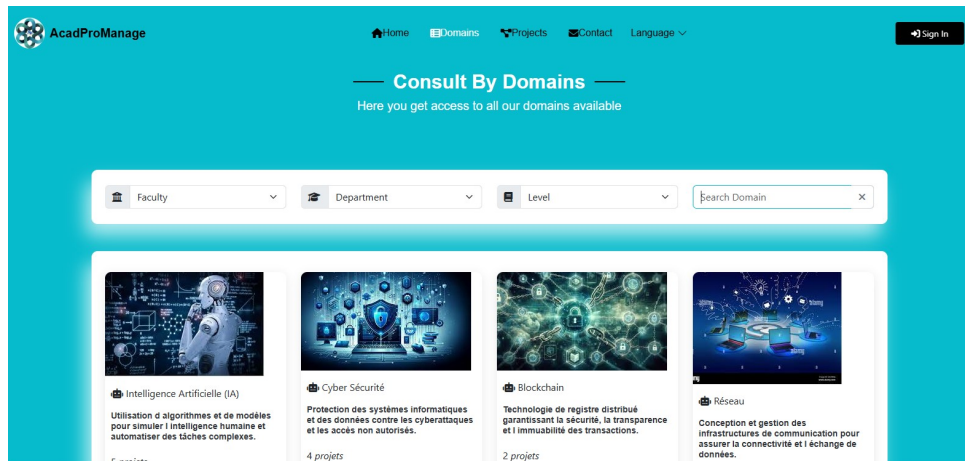 AcadProManage
Home Domains Projects Contact Language
Sign In
Consult By Domains
Here you get access to all our domains available
Faculty
Department
Level
Search Domain
Intelligence Artificielle (IA)
Utilisation d algorithmes et de modèles
pour simuler l intelligence humaine et
automatiser des tâches complexes.
5 projets
Cyber Sécurité
Protection des systèmes informatiques
et des données contre les cyberattaques
et les accès non autorisés.
4 projets
Blockchain
Technologie de registre distribué
garantissant la sécurité, la transparence
et l immuabilité des transactions.
2 projets
Réseau
Conception et gestion des
infrastructures de communication pour
assurer la connectivité et l échange de
données.